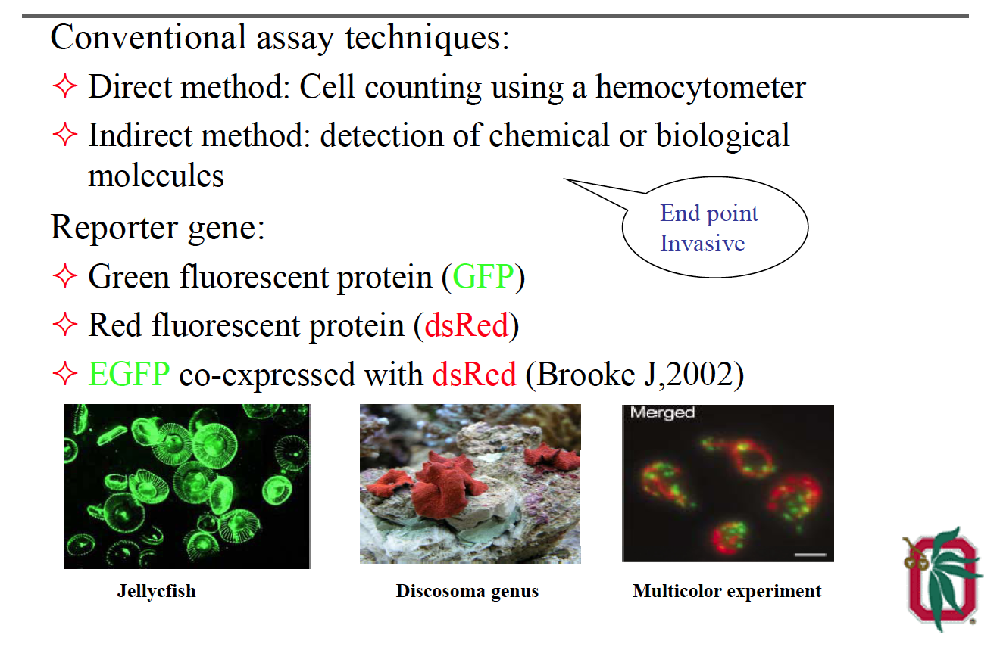 Conventional assay techniques:
Direct method: Cell counting using a hemocytometer
Indirect method: detection of chemical or biological
molecules
End point
Invasive
Reporter gene:
Green fluorescent protein (GFP)
Red fluorescent protein (dsRed)
EGFP co-expressed with dsRed (Brooke J,2002)
Merged
Jellycfish
Discosoma genus
Multicolor experiment